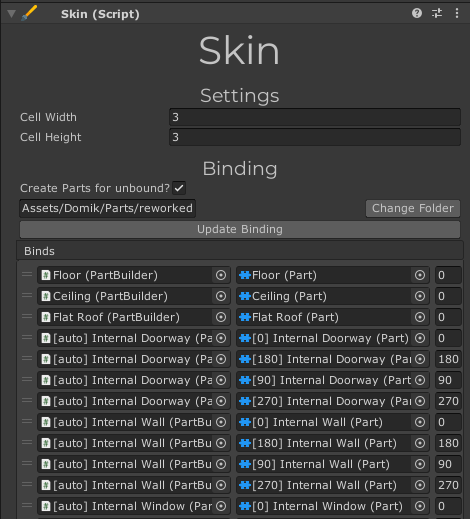 Skin (Script)
Skin
Settings
Cell Width 3
Cell Height 3
Binding
Create Parts for unbound?
Assets/Domik/Parts/reworked Change Folder
Update Binding
Binds
Floor (PartBuilder) Floor (Part) 0
Ceiling (PartBuilder) Ceiling (Part) 0
Flat Roof (PartBuilder) Flat Roof (Part) 0
[auto] Internal Doorway (Pa [0] Internal Doorway (Part) 0
[auto] Internal Doorway (Pa [180] Internal Doorway (Par 180
[auto] Internal Doorway (Pa [90] Internal Doorway (Part 90
[auto] Internal Doorway (Pa [270] Internal Doorway (Par 270
[auto] Internal Wall (PartBu [0] Internal Wall (Part) 0
[auto] Internal Wall (PartBu [180] Internal Wall (Part) 180
[auto] Internal Wall (PartBu [90] Internal Wall (Part) 90
[auto] Internal Wall (PartBu [270] Internal Wall (Part) 270
[auto] Internal Window (Par [0] Internal Window (Part) 0